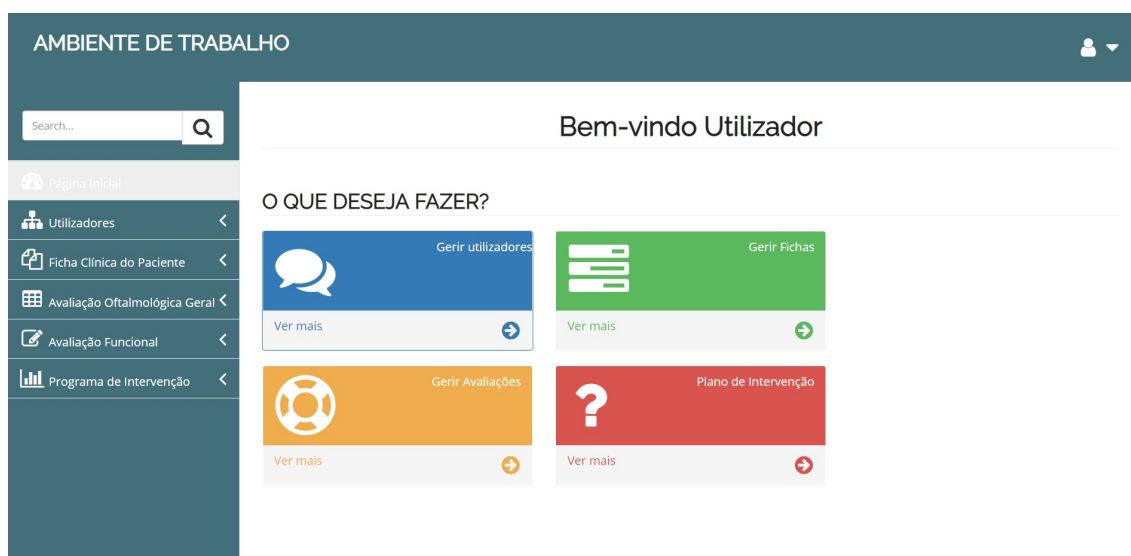 AMBIENTE DE TRABALHO
Search...
Bem-vindo Utilizador
Página Inicial
O QUE DESEJA FAZER?
Utilizadores
Ficha Clínica do Paciente
Avaliação Oftalmológica Geral
Avaliação Funcional
Programa de Intervenção
Gerir utilizadores
Ver mais
Gerir Fichas
Ver mais
Gerir Avaliações
Ver mais
Plano de Intervenção
Ver mais